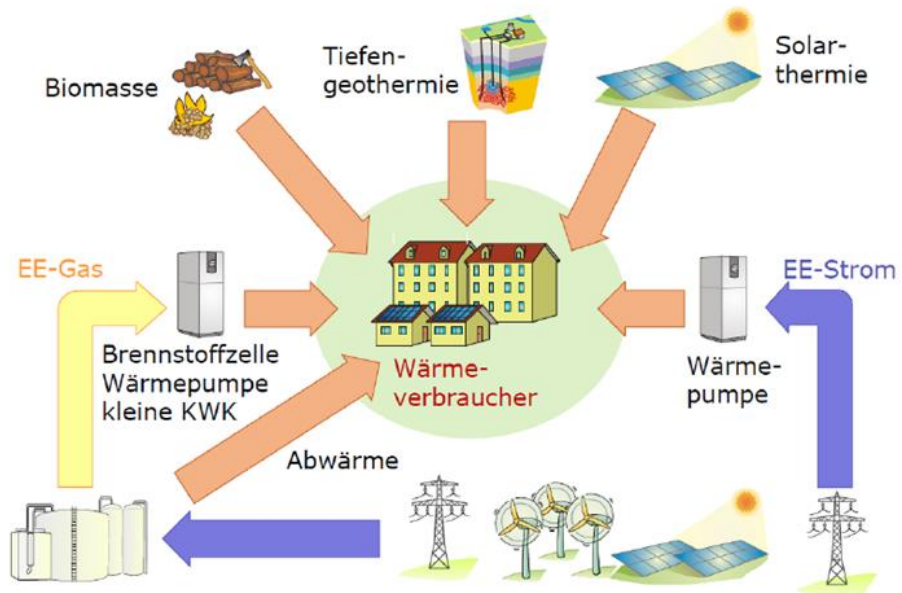 Biomasse
Tiefen-
geothermie
Solar-
thermie
EE-Gas
Brennstoffzelle
Wärmepumpe
kleine KWK
Wärme-
verbraucher
EE-Strom
Wärme-
pumpe
Abwärme